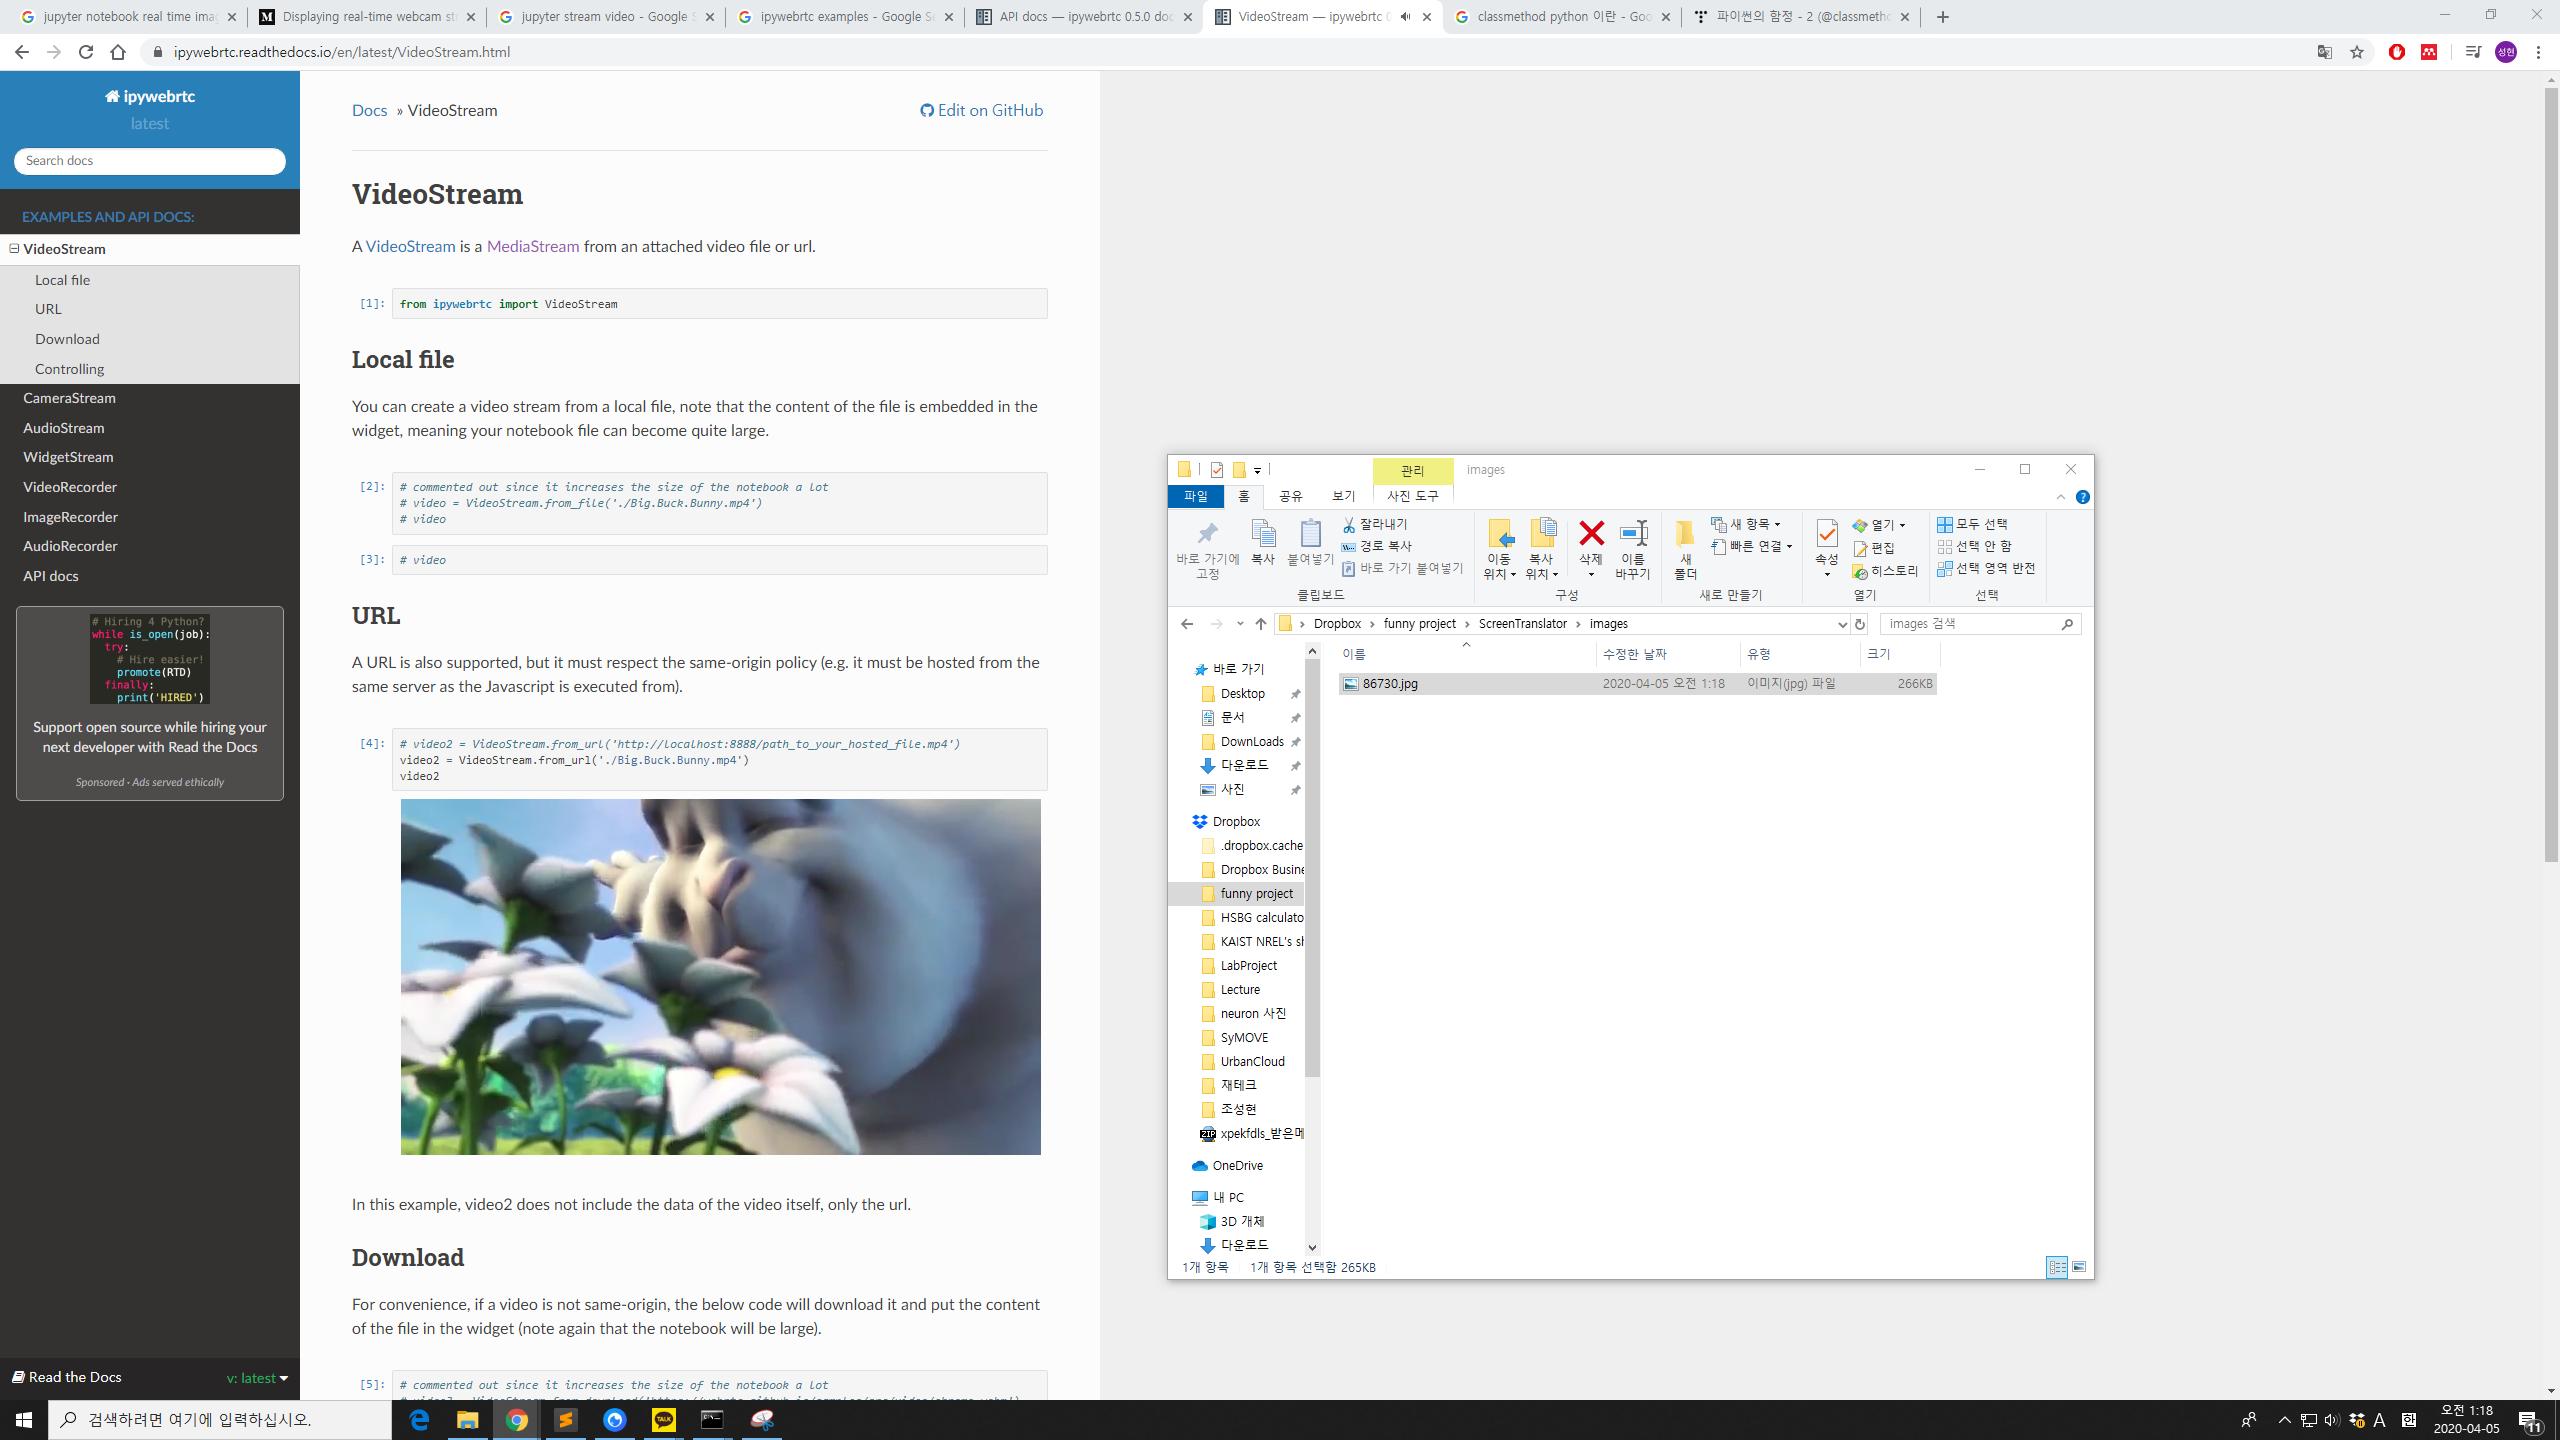 jupyter notebook real time imag
Displaying real-time webcam str
jupyter stream video - Google S
ipywebrtc examples - Google Se
API docs — ipywebrtc 0.5.0 doc
VideoStream — ipywebrtc 0
classmethod python 이란 - Goo
파이썬의 함정 - 2 (@classmetho
ipywebrtc.readthedocs.io/en/latest/VideoStream.html
성현
ipywebrtc
latest
Search docs
EXAMPLES AND API DOCS:
VideoStream
Local file
URL
Download
Controlling
CameraStream
AudioStream
WidgetStream
VideoRecorder
ImageRecorder
AudioRecorder
API docs
# Hiring 4 Python?
while is_open(job):
try:
# Hire easier!
promote(RTD)
finally:
print('HIRED')
Support open source while hiring your
next developer with Read the Docs
Sponsored · Ads served ethically
Read the Docs
v: latest
Docs » VideoStream
Edit on GitHub
VideoStream
A VideoStream is a MediaStream from an attached video file or url.
[1]: from ipywebrtc import VideoStream
Local file
You can create a video stream from a local file, note that the content of the file is embedded in the
widget, meaning your notebook file can become quite large.
[2]: # commented out since it increases the size of the notebook a lot
# video = VideoStream.from_file('./Big.Buck.Bunny.mp4')
# video
[3]: # video
URL
A URL is also supported, but it must respect the same-origin policy (e.g. it must be hosted from the
same server as the Javascript is executed from).
[4]: # video2 = VideoStream.from_url('http://localhost:8888/path_to_your_hosted_file.mp4')
video2 = VideoStream.from_url('./Big.Buck.Bunny.mp4')
video2
In this example, video2 does not include the data of the video itself, only the url.
Download
For convenience, if a video is not same-origin, the below code will download it and put the content
of the file in the widget (note again that the notebook will be large).
[5]: # commented out since it increases the size of the notebook a lot
관리
images
파일
홈
공유
보기
사진 도구
바로 가기에
고정
복사
붙여넣기
잘라내기
경로 복사
바로 가기 붙여넣기
클립보드
이동
위치
복사
위치
삭제
이름
바꾸기
구성
새
폴더
새 항목
빠른 연결
새로 만들기
속성
열기
편집
히스토리
열기
모두 선택
선택 안 함
선택 영역 반전
선택
Dropbox
funny project
ScreenTranslator
images
images 검색
이름
수정한 날짜
유형
크기
86730.jpg
2020-04-05 오전 1:18
이미지(jpg) 파일
266KB
바로 가기
Desktop
문서
DownLoads
다운로드
사진
Dropbox
.dropbox.cache
Dropbox Busine
funny project
HSBG calculato
KAIST NREL's sh
LabProject
Lecture
neuron 사진
SyMOVE
UrbanCloud
재테크
조성현
xpekfdls_받은메
OneDrive
내 PC
3D 개체
다운로드
1개 항목
1개 항목 선택함 265KB
검색하려면 여기에 입력하십시오.
TALK
A
한
오전 1:18
2020-04-05
11